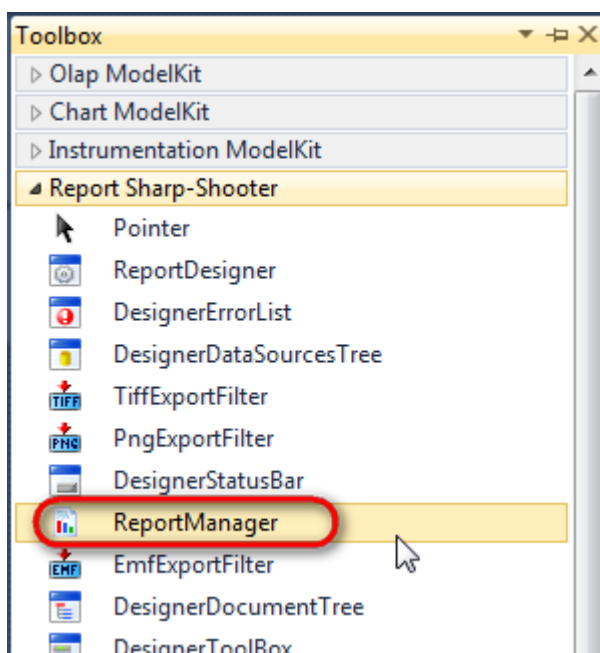 Toolbox
Olap ModelKit
Chart ModelKit
Instrumentation ModelKit
Report Sharp-Shooter
Pointer
ReportDesigner
DesignerErrorList
DesignerDataSourcesTree
TIFF TiffExportFilter
PNG PngExportFilter
DesignerStatusBar
ReportManager
EMF EmfExportFilter
DesignerDocumentTree
DesignerToolBox